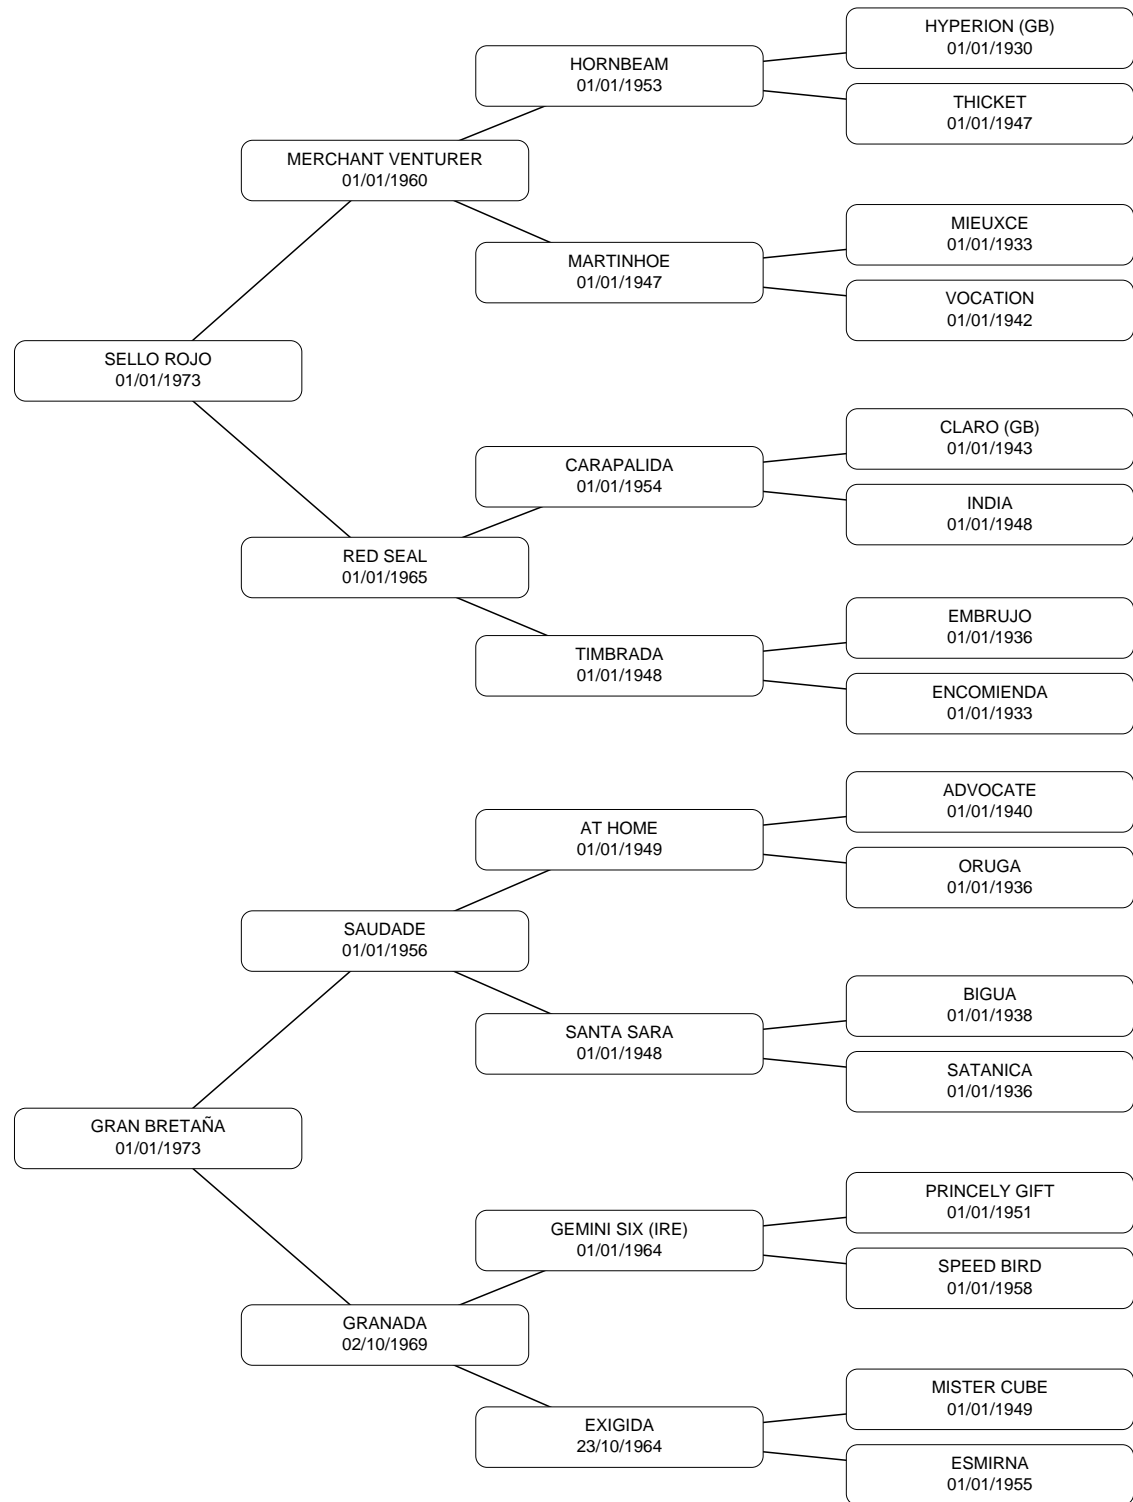 HYPERION (GB)
01/01/1930
HORNBEAM
01/01/1953
THICKET
01/01/1947
MERCHANT VENTURER
01/01/1960
MIEUXCE
01/01/1933
MARTINHOE
01/01/1947
VOCATION
01/01/1942
SELLO ROJO
01/01/1973
CLARO (GB)
01/01/1943
CARAPALIDA
01/01/1954
INDIA
01/01/1948
RED SEAL
01/01/1965
EMBRUJO
01/01/1936
TIMBRADA
01/01/1948
ENCOMIENDA
01/01/1933
ADVOCATE
01/01/1940
AT HOME
01/01/1949
ORUGA
01/01/1936
SAUDADE
01/01/1956
BIGUA
01/01/1938
SANTA SARA
01/01/1948
SATANICA
01/01/1936
GRAN BRETAÑA
01/01/1973
PRINCELY GIFT
01/01/1951
GEMINI SIX (IRE)
01/01/1964
SPEED BIRD
01/01/1958
GRANADA
02/10/1969
MISTER CUBE
01/01/1949
EXIGIDA
23/10/1964
ESMIRNA
01/01/1955